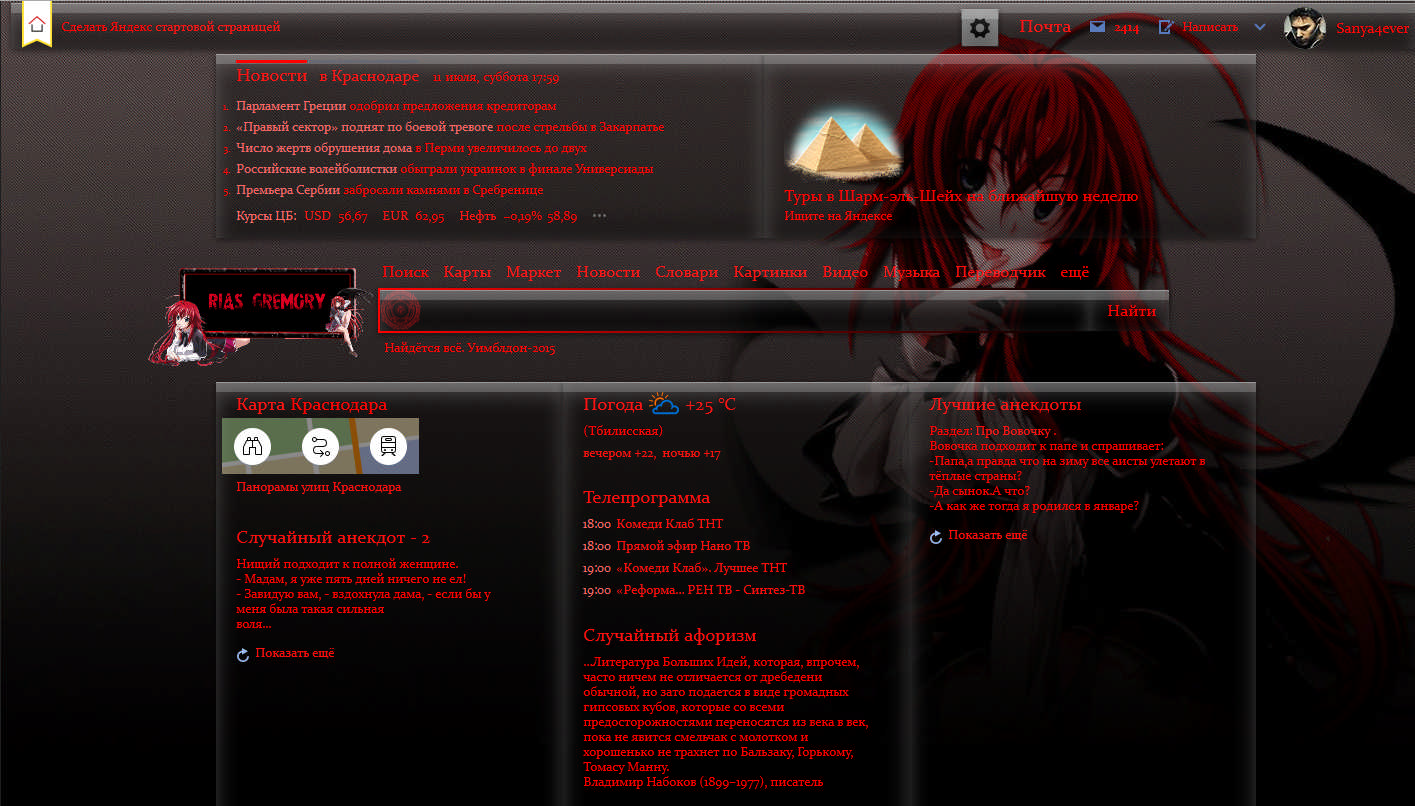 Сделать Яндекс стартовой страницей
Почта 2414 Написать Sanya4ever
Новости в Краснодаре 11 июля, суббота 17:59
1. Парламент Греции одобрил предложения кредиторам
2. «Правый сектор» поднят по боевой тревоге после стрельбы в Закарпатье
3. Число жертв обрушения дома в Перми увеличилось до двух
4. Российские волейболистки обыграли украинок в финале Универсиады
5. Премьера Сербии забросали камнями в Сребренице
Курсы ЦБ: USD 56,67 EUR 62,95 Нефть −0,19% 58,89 ···
Туры в Шарм-эль-Шейх на ближайшую неделю
Ищите на Яндексе
RIAS GREMORY
Поиск Карты Маркет Новости Словари Картинки Видео Музыка Переводчик ещё
Найти
Найдётся всё. Уимблдон-2015
Карта Краснодара
Панорамы улиц Краснодара
Случайный анекдот - 2
Нищий подходит к полной женщине.
- Мадам, я уже пять дней ничего не ел!
- Завидую вам, - вздохнула дама, - если бы у
меня была такая сильная
воля...
Показать ещё
Погода +25 °C
(Тбилисская)
вечером +22, ночью +17
Телепрограмма
18:00 Комеди Клаб ТНТ
18:00 Прямой эфир Нано ТВ
19:00 «Комеди Клаб». Лучшее ТНТ
19:00 «Реформа... РЕН ТВ - Синтез-ТВ
Случайный афоризм
...Литература Больших Идей, которая, впрочем,
часто ничем не отличается от дребедени
обычной, но зато подается в виде громадных
гипсовых кубов, которые со всеми
предосторожностями переносятся из века в век,
пока не явится смельчак с молотком и
хорошенько не трахнет по Бальзаку, Горькому,
Томасу Манну.
Владимир Набоков (1899–1977), писатель
Лучшие анекдоты
Раздел: Про Вовочку .
Вовочка подходит к папе и спрашивает:
-Папа,а правда что на зиму все аисты улетают в
тёплые страны?
-Да сынок.А что?
-А как же тогда я родился в январе?
Показать ещё